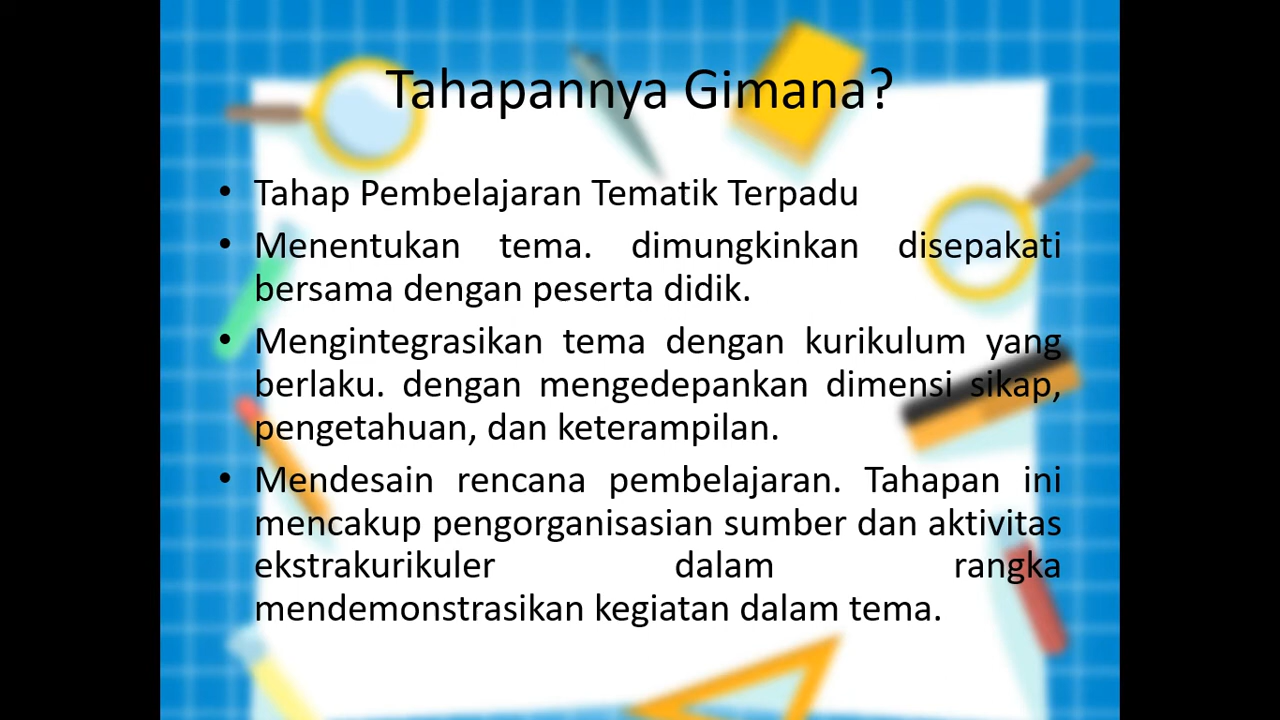 Tahapannya Gimana?
• Tahap Pembelajaran Tematik Terpadu
• Menentukan tema. dimungkinkan disepakati
bersama dengan peserta didik.
• Mengintegrasikan tema dengan kurikulum yang
berlaku. dengan mengedepankan dimensi sikap,
pengetahuan, dan keterampilan.
• Mendesain rencana pembelajaran. Tahapan ini
mencakup pengorganisasian sumber dan aktivitas
ekstrakurikuler dalam rangka
mendemonstrasikan kegiatan dalam tema.